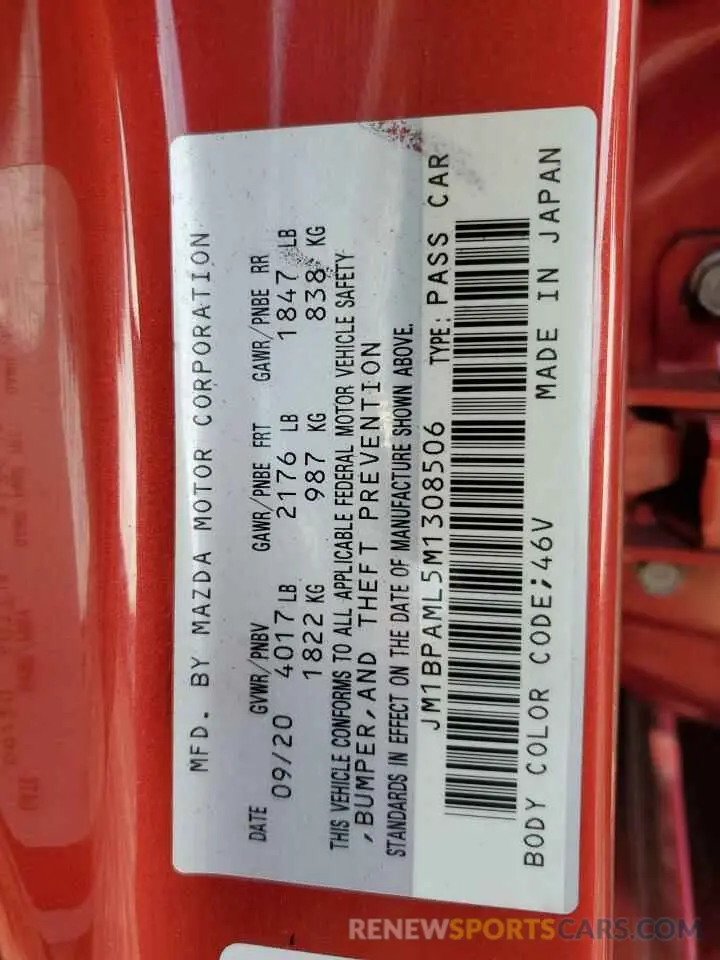 MFD. BY MAZDA MOTOR CORPORATION
DATE GVWR/PNBV GAWR/PNBE FRT GAWR/PNBE RR
09/20 4017 LB 2176 LB 1847 LB
1822 KG 987 KG 838 KG
THIS VEHICLE CONFORMS TO ALL APPLICABLE FEDERAL MOTOR VEHICLE SAFETY
,BUMPER,AND THEFT PREVENTION
STANDARDS IN EFFECT ON THE DATE OF MANUFACTURE SHOWN ABOVE.
JM1BPAML5M1308506 TYPE: PASS CAR
BODY COLOR CODE;46V MADE IN JAPAN
RENEWSPORTSCARS.COM